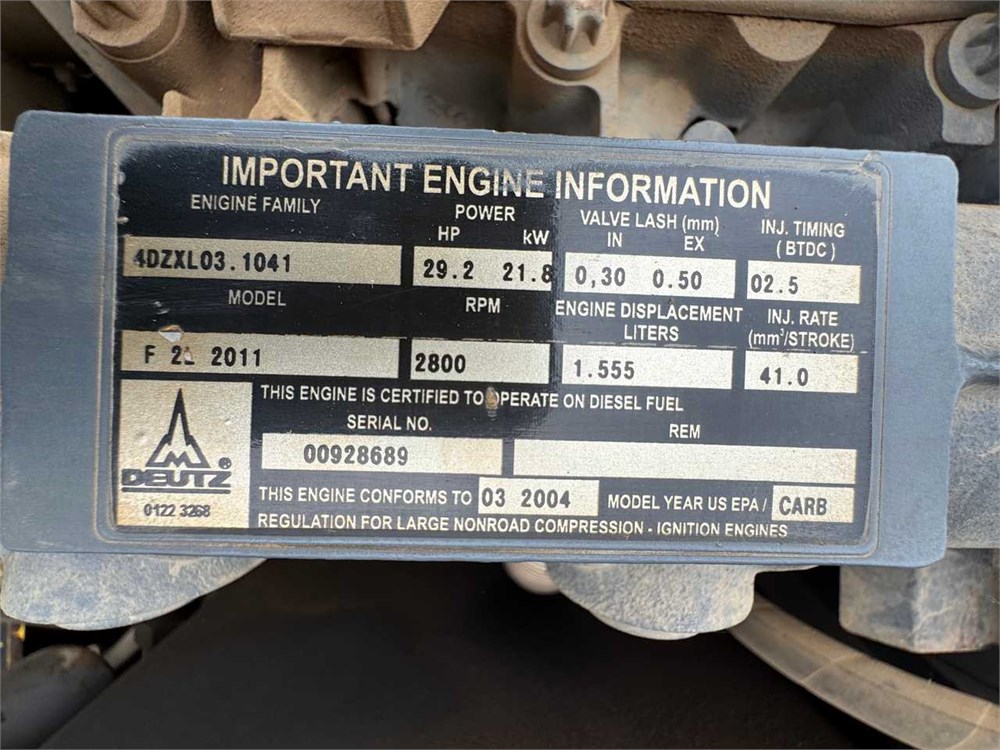 IMPORTANT ENGINE INFORMATION
ENIGINE FAMILY
POWER
HP kW
VALVE LASH (mm)
IN EX
INJ. TIMING
(BTDC)
4DZXL03.1041
29.2 21.8
0,30 0.50
02.5
MODEL
RPM
ENGINE DISPLACEMENT
LITERS
INJ. RATE
(mm³/STROKE)
F 2L 2011
2800
1.555
41.0
THIS ENGINE IS CERTIFIED TO OPERATE ON DIESEL FUEL
SERIAL NO.
REM
00928689
DEUTZ ®
0122 3268
THIS ENGINE CONFORMS TO 03 2004 MODEL YEAR US EPA / CARB
REGULATION FOR LARGE NONROAD COMPRESSION - IGNITION ENGINES